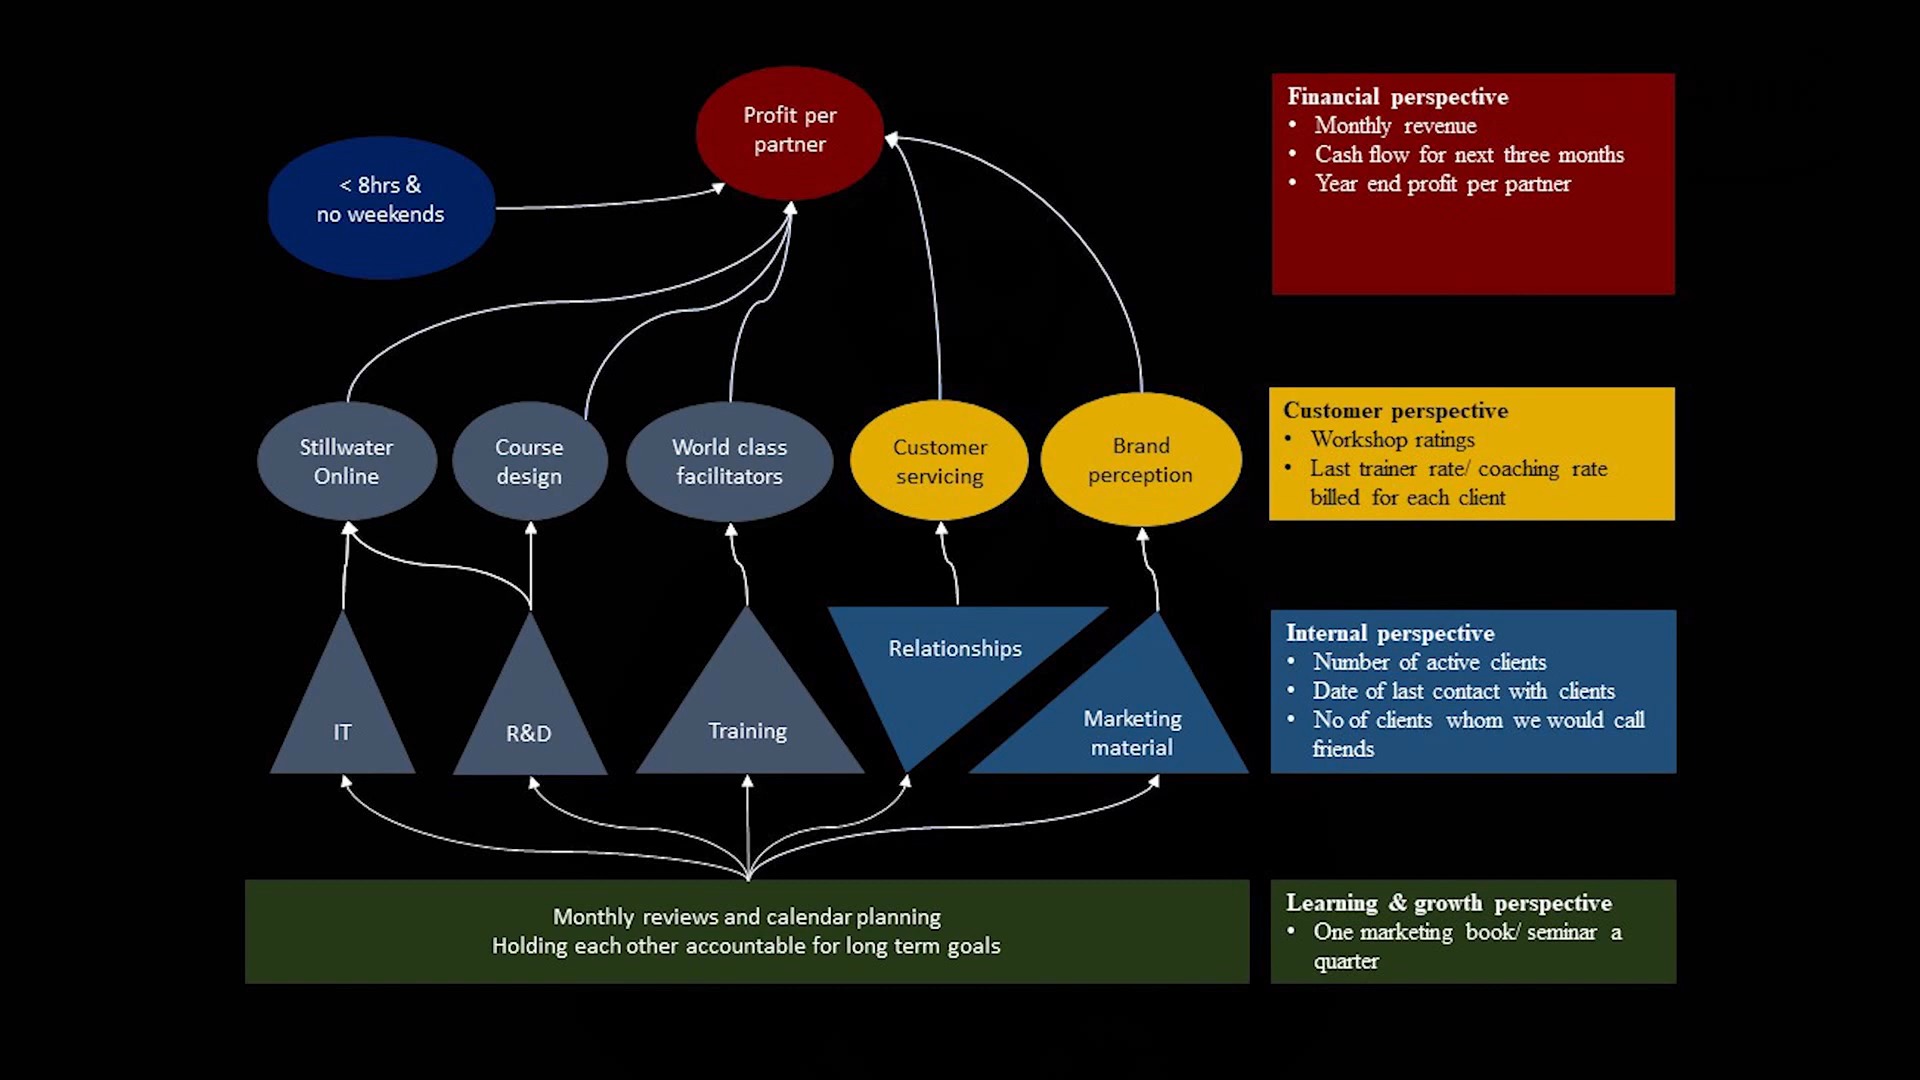 Profit per
partner
< 8hrs &
no weekends
Stillwater
Online
Course
design
World class
facilitators
Customer
servicing
Brand
perception
IT
R&D
Training
Relationships
Marketing
material
Monthly reviews and calendar planning
Holding each other accountable for long term goals
Financial perspective
• Monthly revenue
• Cash flow for next three months
• Year end profit per partner
Customer perspective
• Workshop ratings
• Last trainer rate/ coaching rate
billed for each client
Internal perspective
• Number of active clients
• Date of last contact with clients
• No of clients whom we would call
friends
Learning & growth perspective
• One marketing book/ seminar a
quarter